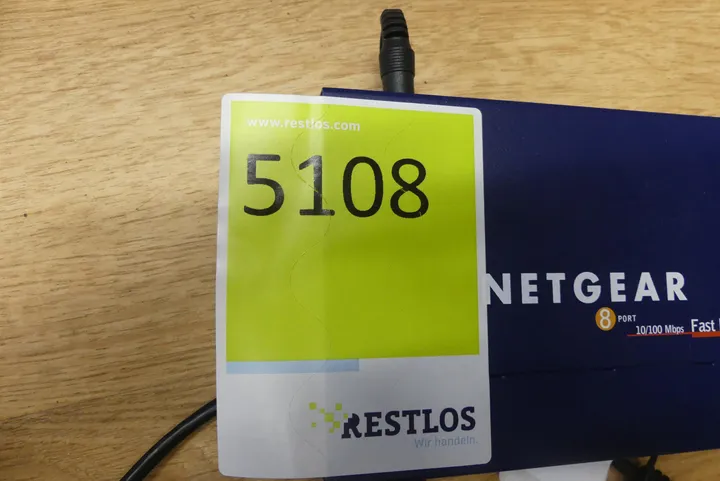 www.restlos.com
5108
NETGEAR
8 PORT
10/100 Mbps Fast
RESTLOS
Wir handeln.